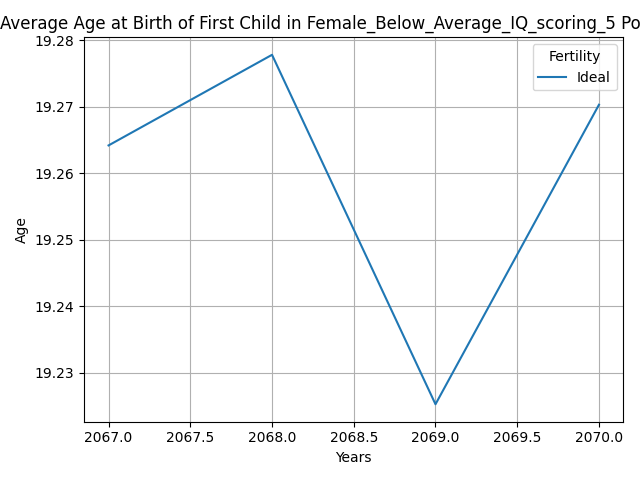 Average Age at Birth of First Child in Female_Below_Average_IQ_scoring_5 Po
19.28
19.27
19.26
19.25
19.24
19.23
Age
Fertility
Ideal
2067.0 2067.5 2068.0 2068.5 2069.0 2069.5 2070.0
Years